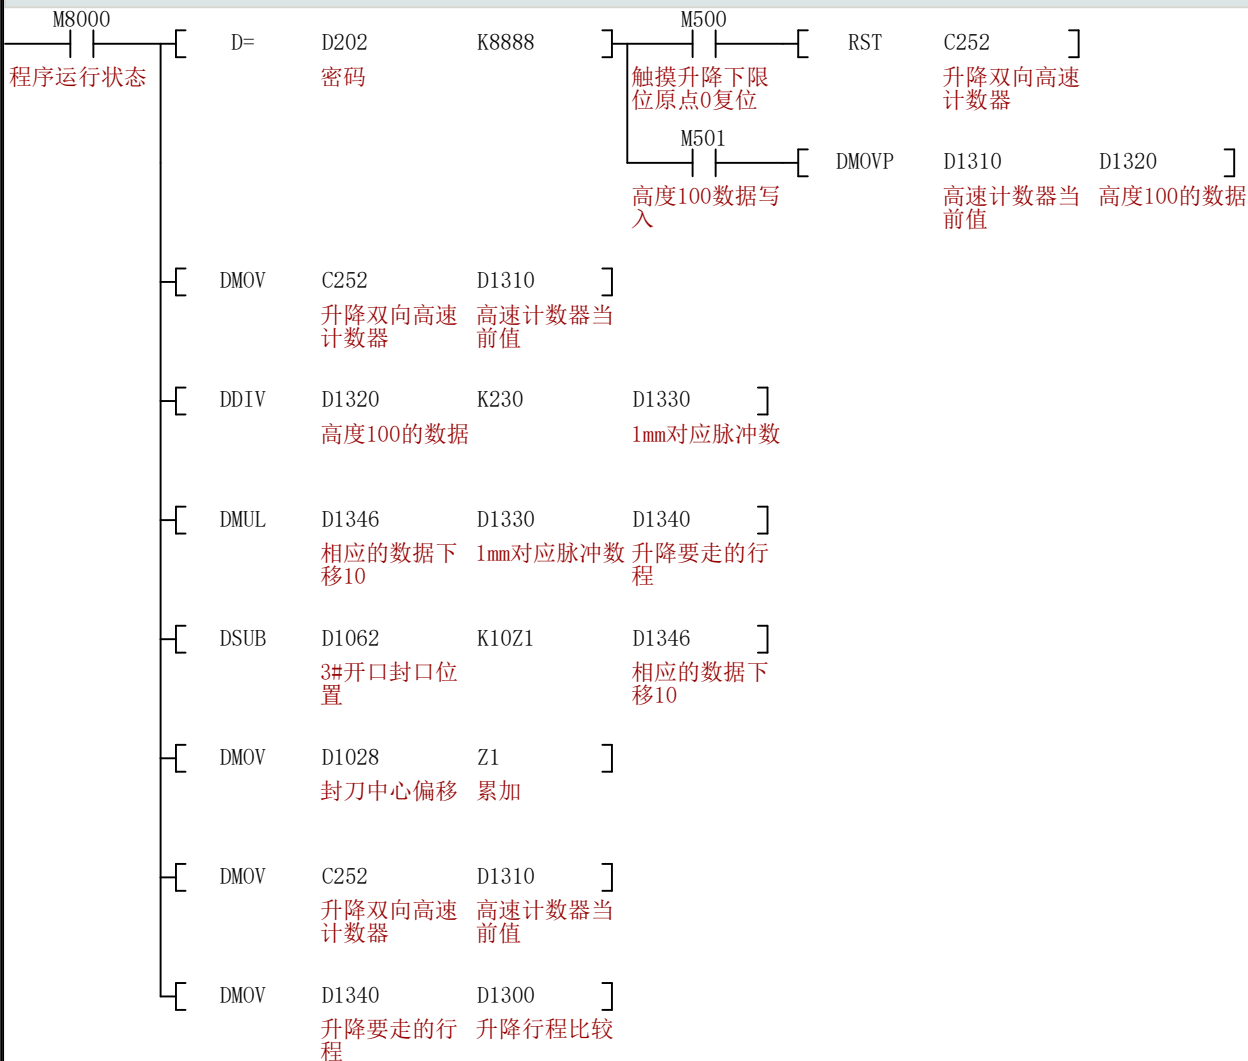 M8000 M500
D= D202 K8888 RST C252
程序运行状态 密码 触摸升降下限 升降双向高速
位原点0复位 计数器
M501
DMOVP D1310 D1320
高度100数据写 高速计数器当 高度100的数据
入 前值
DMOV C252 D1310
升降双向高速 高速计数器当
计数器 前值
DDIV D1320 K230 D1330
高度100的数据 1mm对应脉冲数
DMUL D1346 D1330 D1340
相应的数据下 1mm对应脉冲数 升降要走的行
移10 程
DSUB D1062 K10Z1 D1346
3#开口封口位 相应的数据下
置 移10
DMOV D1028 Z1
封刀中心偏移 累加
DMOV C252 D1310
升降双向高速 高速计数器当
计数器 前值
DMOV D1340 D1300
升降要走的行 升降行程比较
程